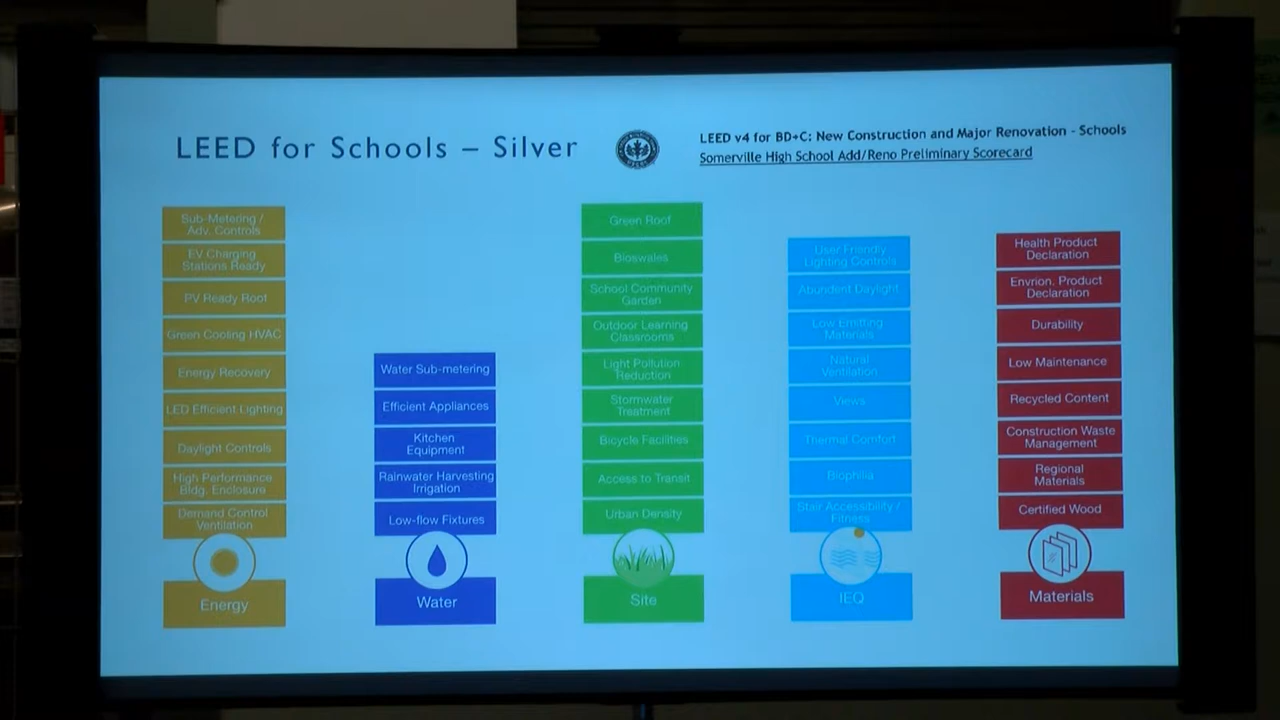 LEED for Schools – Silver
LEED v4 for BD+C: New Construction and Major Renovation - Schools
Somerville High School Add/Reno Preliminary Scorecard
Sub-Metering /
Adv. Controls
EV Charging
Stations Ready
PV Ready Roof
Green Cooling HVAC
Energy Recovery
LED Efficient Lighting
Daylight Controls
High Performance
Bldg. Enclosure
Demand Control
Ventilation
Energy
Water Sub-metering
Efficient Appliances
Kitchen
Equipment
Rainwater Harvesting
Irrigation
Low-flow Fixtures
Water
Green Roof
Bioswales
School Community
Garden
Outdoor Learning
Classrooms
Light Pollution
Reduction
Stormwater
Treatment
Bicycle Facilities
Access to Transit
Urban Density
Site
User Friendly
Lighting Controls
Abundent Daylight
Low Emitting
Materials
Natural
Ventilation
Views
Thermal Comfort
Biophilia
Stair Accessibility /
Fitness
IEQ
Health Product
Declaration
Envrion. Product
Declaration
Durability
Low Maintenance
Recycled Content
Construction Waste
Management
Regional
Materials
Certified Wood
Materials